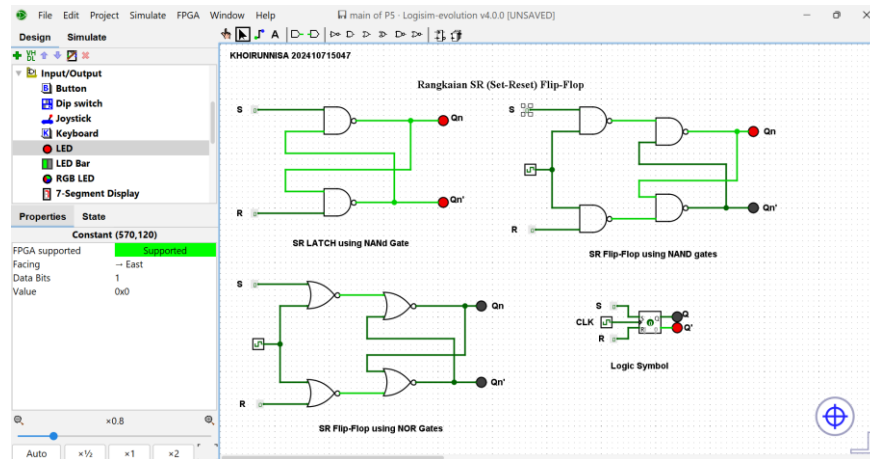 File Edit Project Simulate FPGA Window Help
main of P5 · Logisim-evolution v4.0.0 [UNSAVED]
Design Simulate
VH
DL
A
Input/Output
Button
Dip switch
Joystick
Keyboard
LED
LED Bar
RGB LED
7-Segment Display
Properties State
Constant (570,120)
FPGA supported Supported
Facing → East
Data Bits 1
Value 0x0
×0.8
Auto ×½ ×1 ×2
KHOIRUNNISA 202410715047
Rangkaian SR (Set-Reset) Flip-Flop
S
Qn
Qn'
R
SR LATCH using NANd Gate
S
Qn
Qn'
R
SR Flip-Flop using NAND gates
S
Qn
Qn'
R
SR Flip-Flop using NOR Gates
S
Q
CLK
Q'
R
Logic Symbol